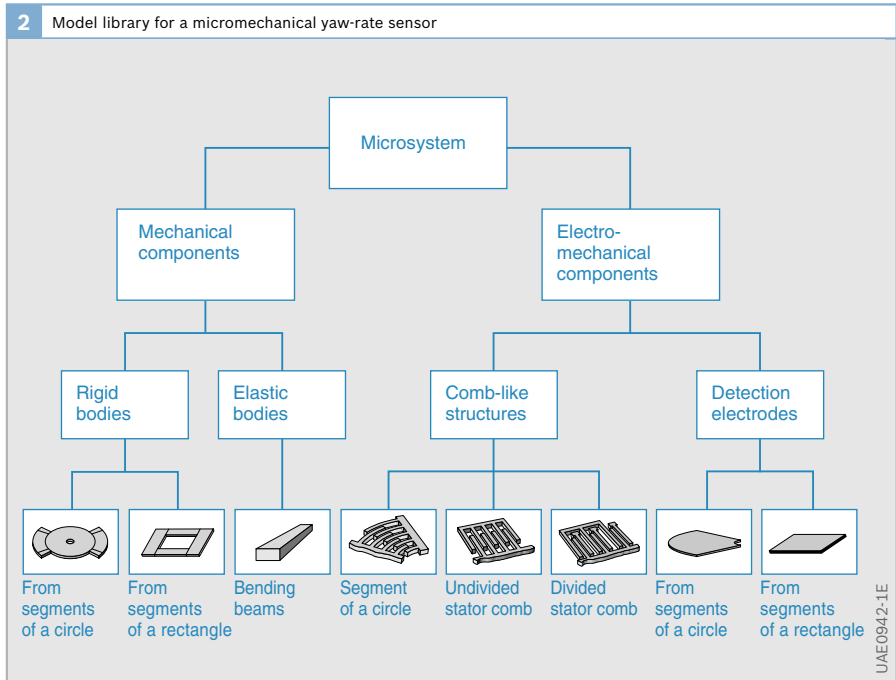 2 Model library for a micromechanical yaw-rate sensor
Microsystem
Mechanical
components
Electro-
mechanical
components
Rigid
bodies
Elastic
bodies
Comb-like
structures
Detection
electrodes
From
segments
of a circle
From
segments
of a rectangle
Bending
beams
Segment
of a circle
Undivided
stator comb
Divided
stator comb
From
segments
of a circle
From
segments
of a rectangle
UAE0942-1E